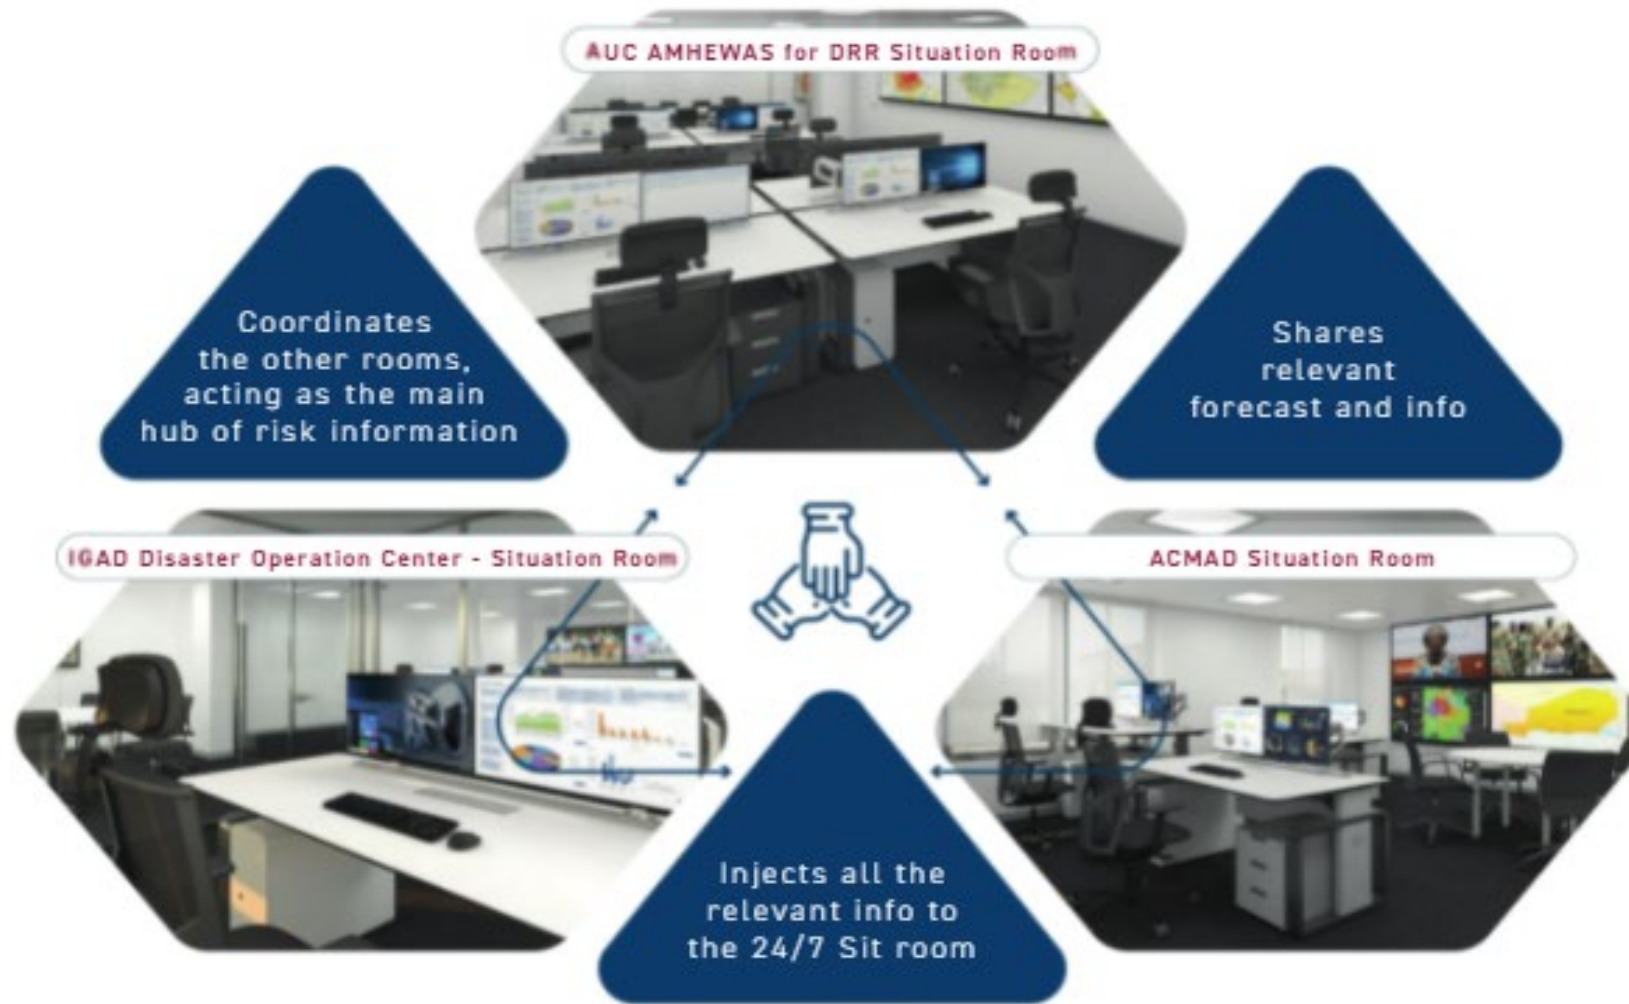 AUC AMHEWAS for DRR Situation Room
Coordinates
the other rooms,
acting as the main
hub of risk information
Shares
relevant
forecast and info
IGAD Disaster Operation Center - Situation Room
ACMAD Situation Room
Injects all the
relevant info to
the 24/7 Sit room